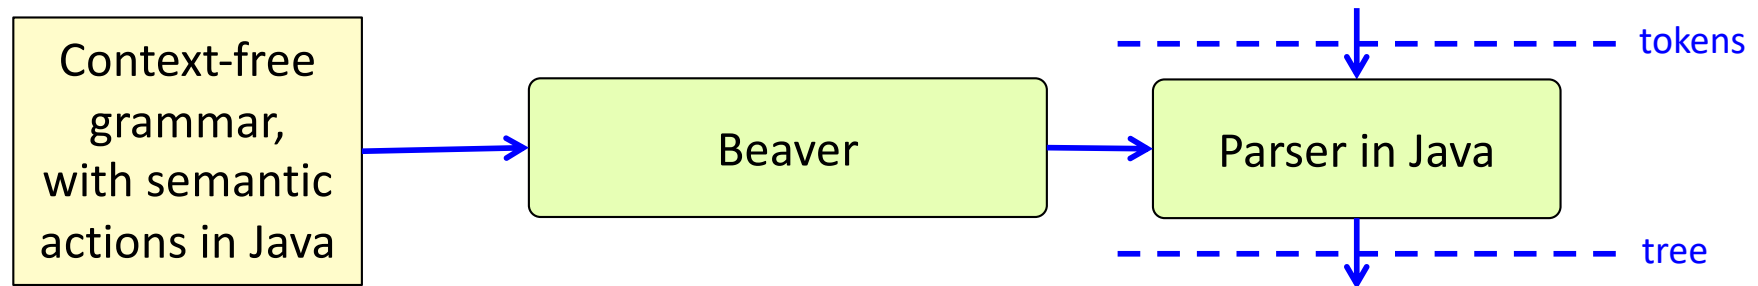 Context-free
grammar,
with semantic
actions in Java
Beaver
Parser in Java
tokens
tree